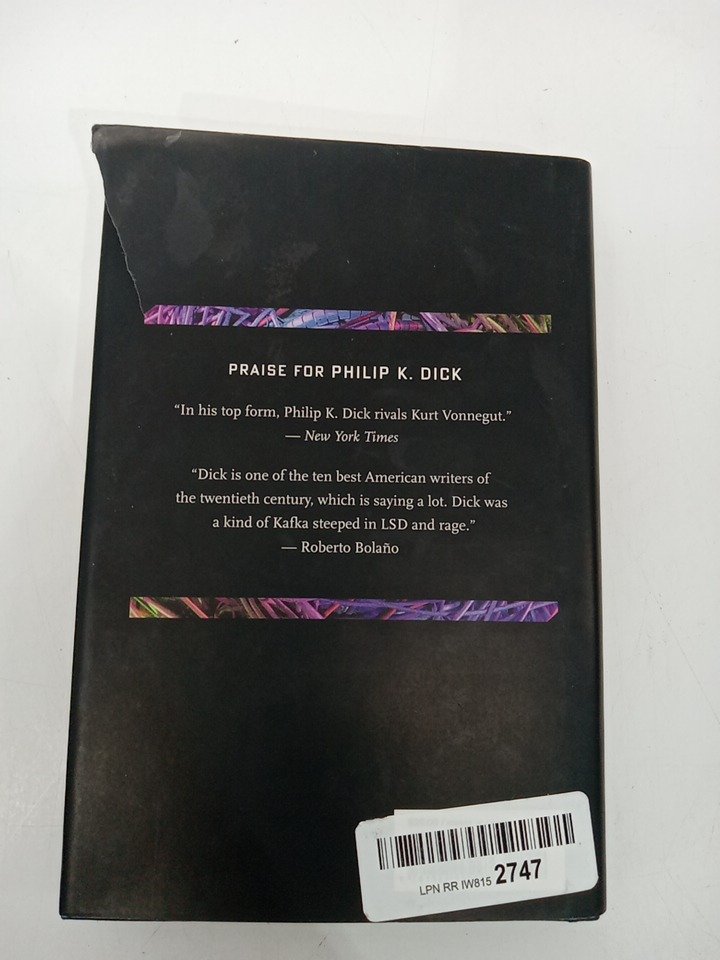 PRAISE FOR PHILIP K. DICK
“In his top form, Philip K. Dick rivals Kurt Vonnegut.”
— New York Times
“Dick is one of the ten best American writers of
the twentieth century, which is saying a lot. Dick was
a kind of Kafka steeped in LSD and rage.”
— Roberto Bolaño
LPN RR IW815 2747